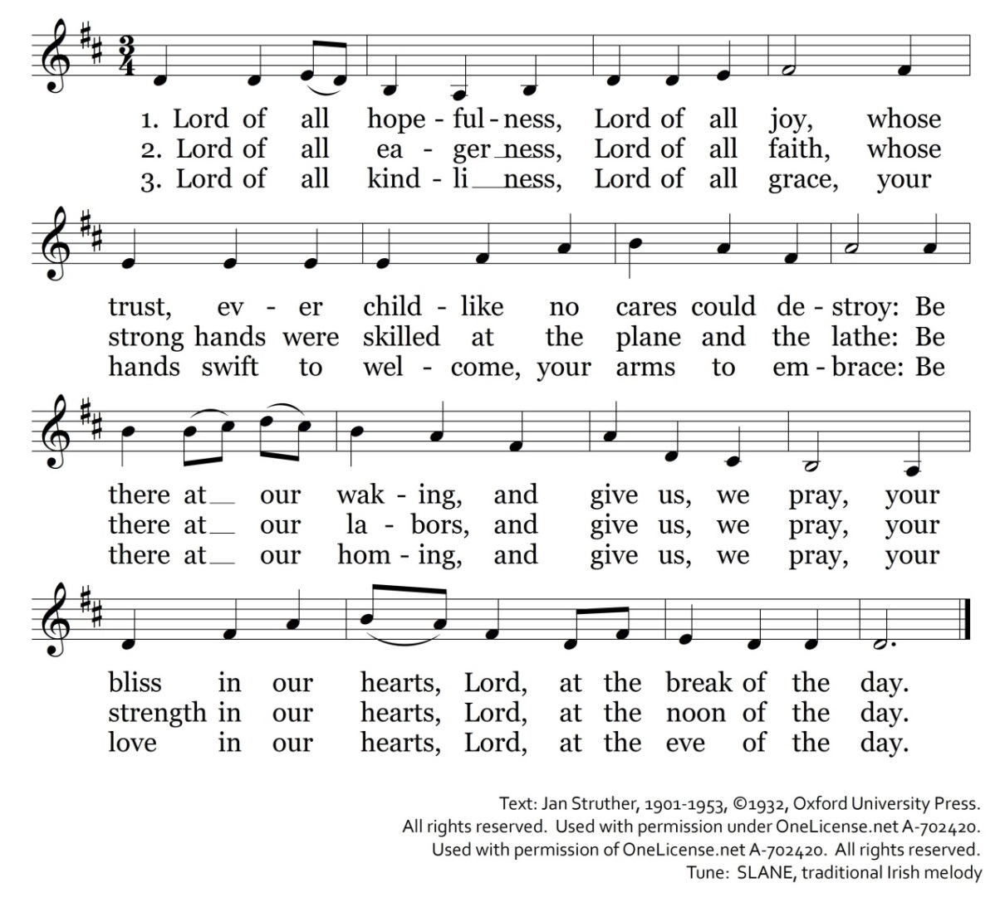 3
4
1. Lord of all hope - ful - ness, Lord of all joy, whose
2. Lord of all ea - ger ness, Lord of all faith, whose
3. Lord of all kind - li ness, Lord of all grace, your
trust, ev - er child - like no cares could de - stroy: Be
strong hands were skilled at the plane and the lathe: Be
hands swift to wel - come, your arms to em - brace: Be
there at our wak - ing, and give us, we pray, your
there at our la - bors, and give us, we pray, your
there at our hom - ing, and give us, we pray, your
bliss in our hearts, Lord, at the break of the day.
strength in our hearts, Lord, at the noon of the day.
love in our hearts, Lord, at the eve of the day.
Text: Jan Struther, 1901-1953, ©1932, Oxford University Press.
All rights reserved. Used with permission under OneLicense.net A-702420.
Used with permission of OneLicense.net A-702420. All rights reserved.
Tune: SLANE, traditional Irish melody